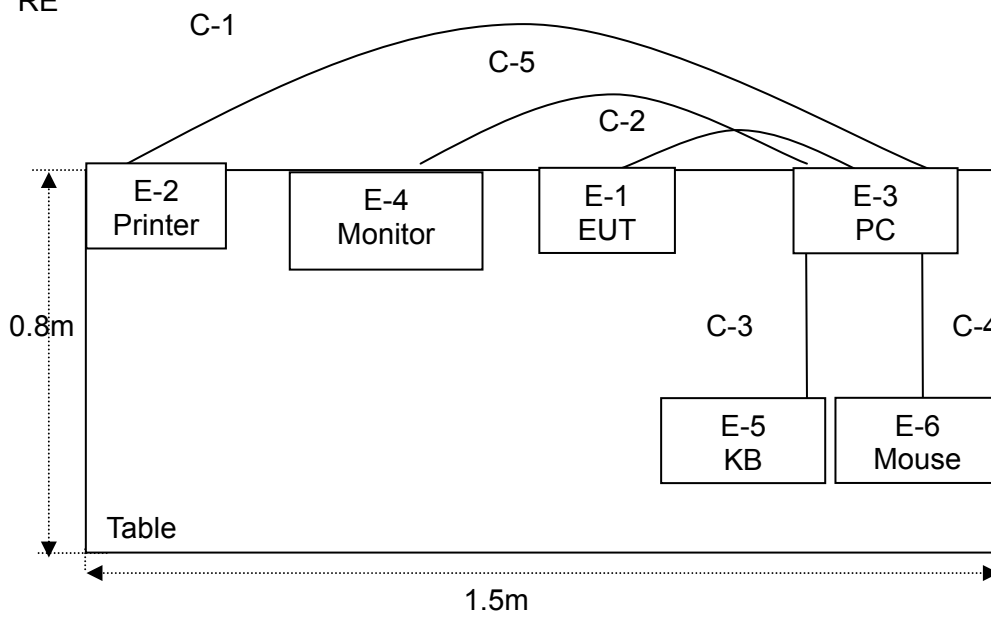 RE
C-1
C-5
C-2
E-2
Printer
E-4
Monitor
E-1
EUT
E-3
PC
0.8m
C-3
C-4
E-5
KB
E-6
Mouse
Table
1.5m